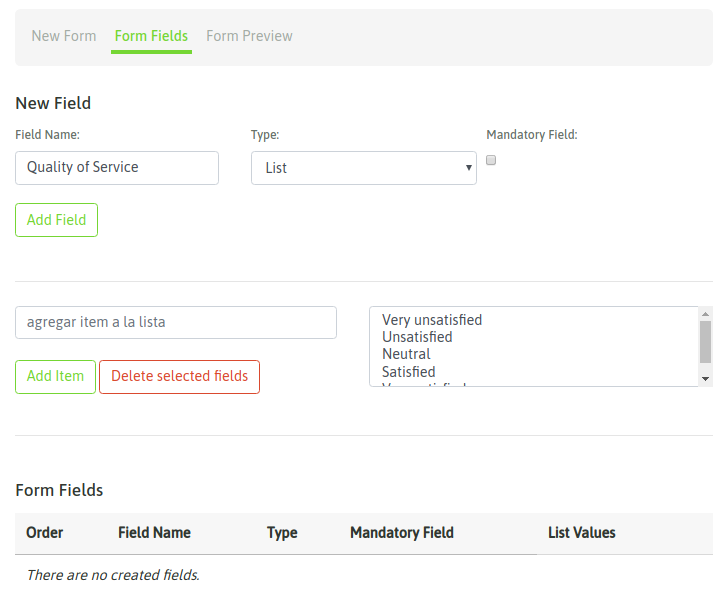 New Form Form Fields Form Preview
New Field
Field Name: Type: Mandatory Field:
Quality of Service List
Add Field
agregar item a la lista
Very unsatisfied
Unsatisfied
Neutral
Satisfied
Add Item Delete selected fields
Form Fields
Order Field Name Type Mandatory Field List Values
There are no created fields.